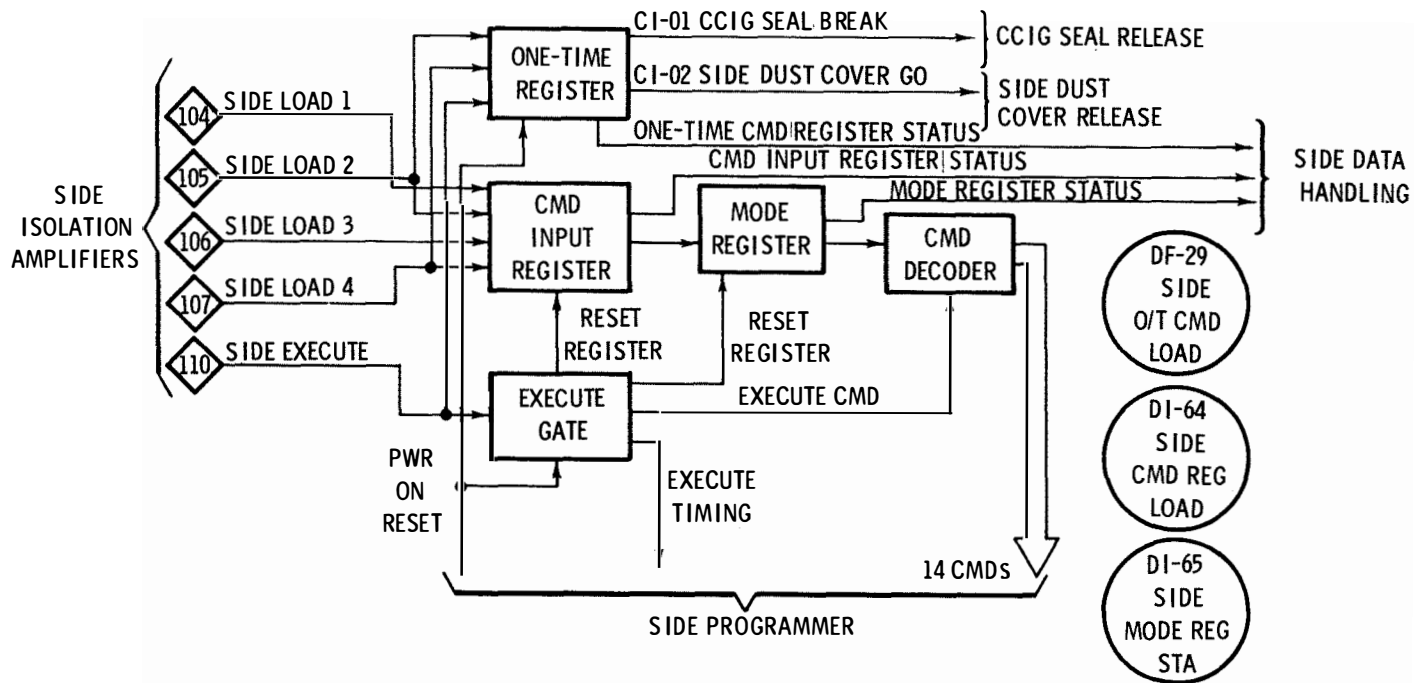 CI-01 CCIG SEAL BREAK
CCIG SEAL RELEASE
ONE-TIME
REGISTER
CI-02 SIDE DUST COVER GO
SIDE DUST
COVER RELEASE
104
SIDE LOAD 1
ONE-TIME CMD REGISTER STATUS
CMD INPUT REGISTER STATUS
MODE REGISTER STATUS
SIDE DATA
HANDLING
105
SIDE LOAD 2
SIDE
ISOLATION
AMPLIFIERS
106
SIDE LOAD 3
107
SIDE LOAD 4
110
SIDE EXECUTE
CMD
INPUT
REGISTER
MODE
REGISTER
CMD
DECODER
RESET
REGISTER
RESET
REGISTER
EXECUTE
GATE
EXECUTE CMD
PWR
ON
RESET
EXECUTE
TIMING
14 CMDs
SIDE PROGRAMMER
DF-29
SIDE
O/T CMD
LOAD
DI-64
SIDE
CMD REG
LOAD
DI-65
SIDE
MODE REG
STA